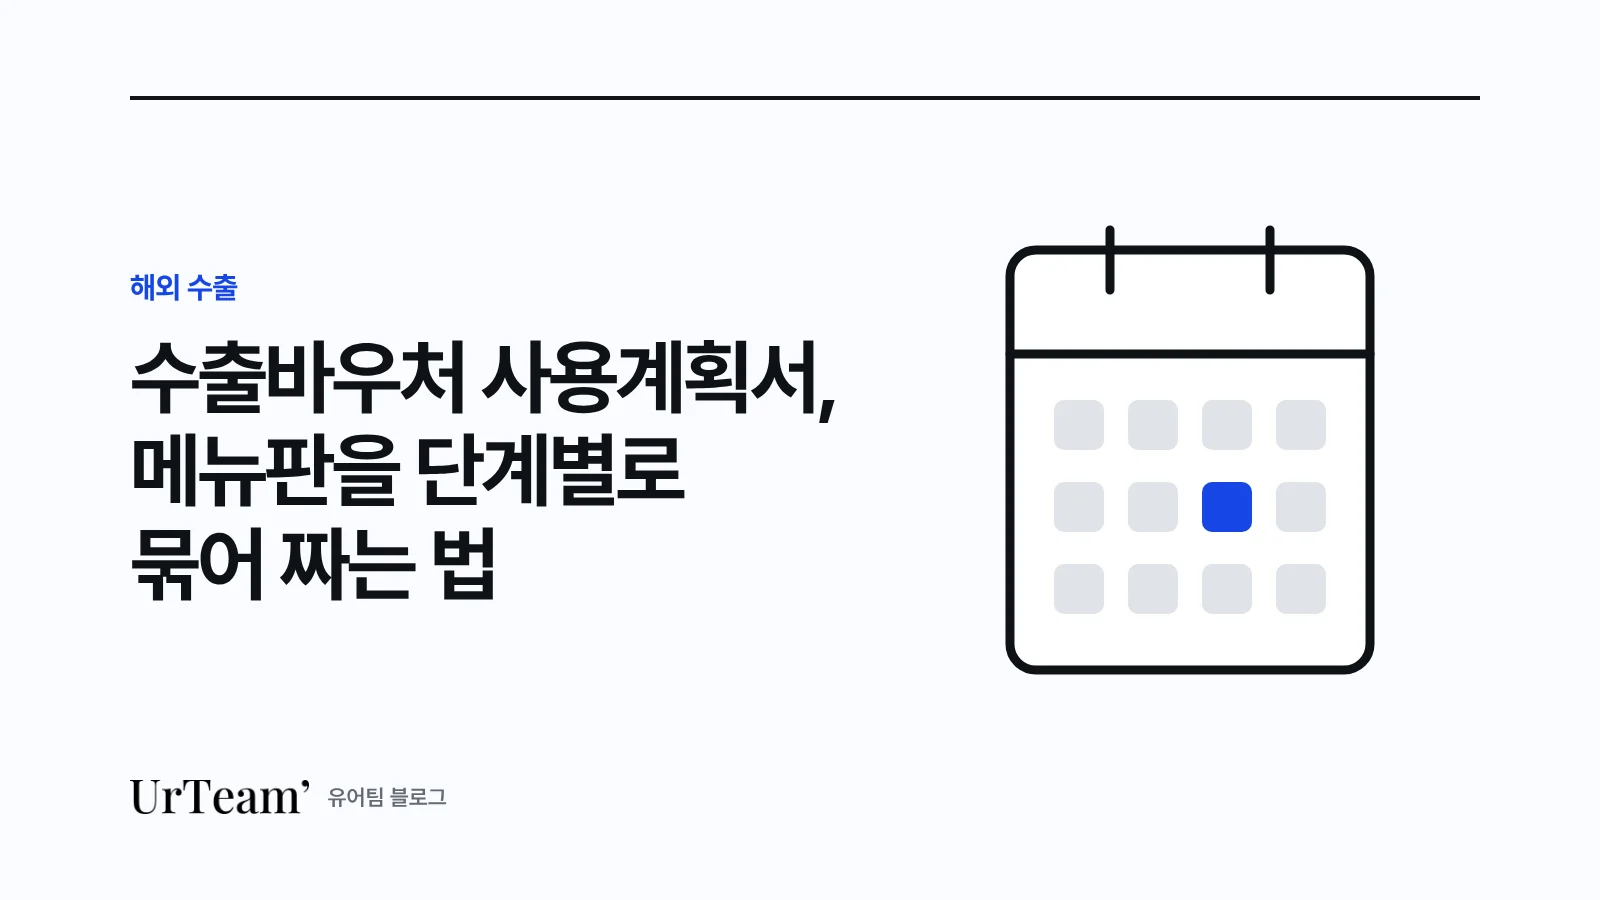 해외 수출
수출바우처 사용계획서,
메뉴판을 단계별로
묶어 짜는 법
UrTeam’ 유어팀 블로그